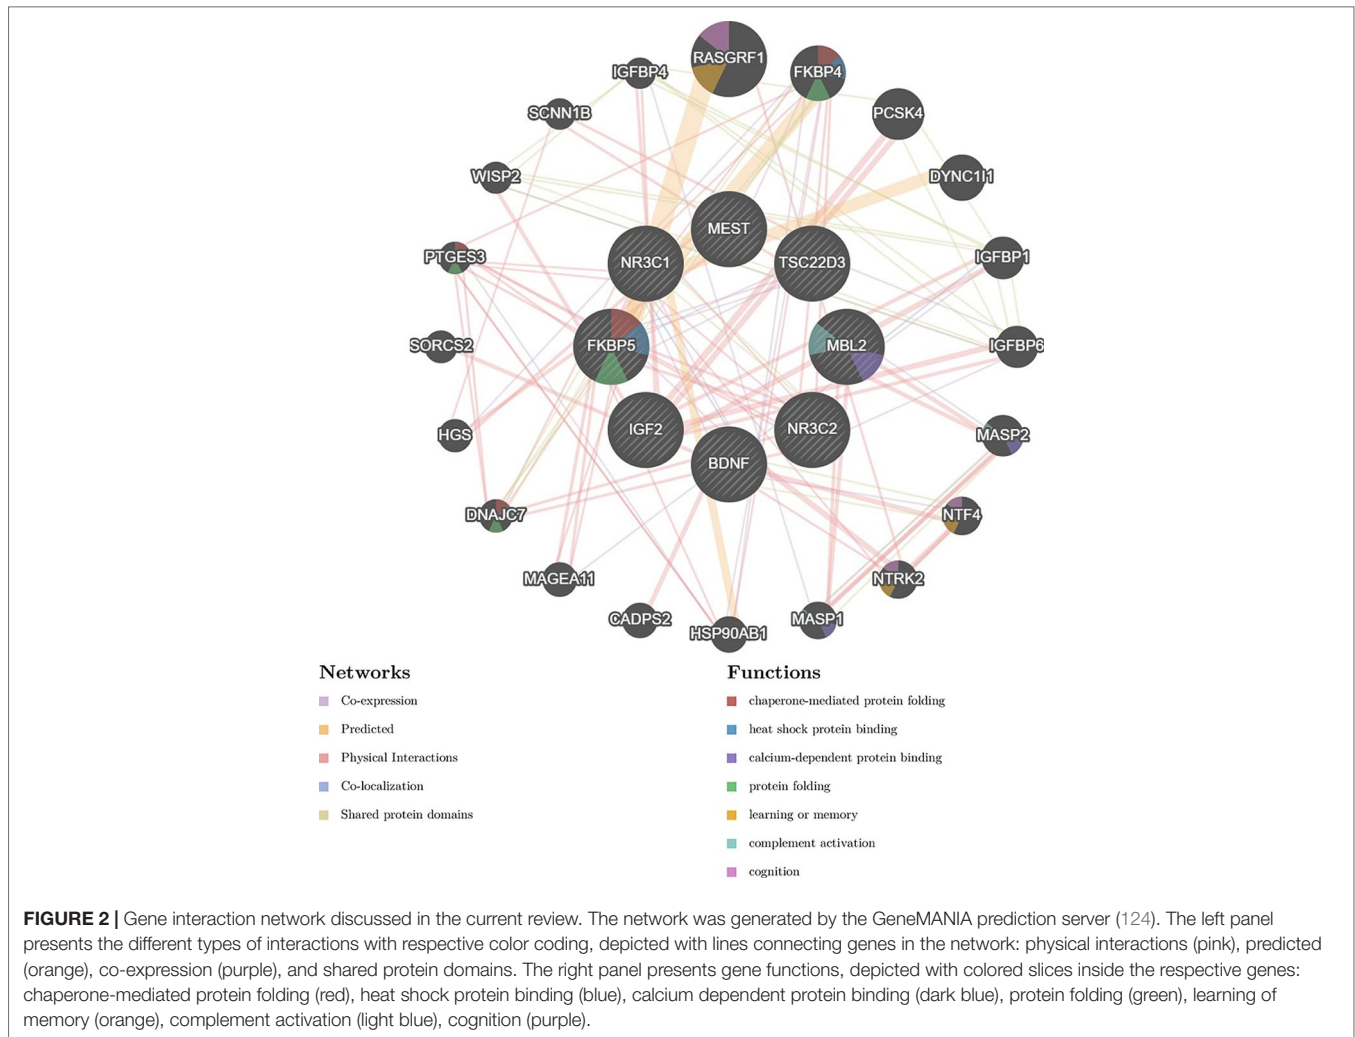 RASGRF1
IGFBP4
FKBP4
SCNN1B
PCSK4
WISP2
DYNC1I1
MEST
PTGES3
NR3C1
TSC22D3
IGFBP1
SORCS2
FKBP5
MBL2
IGFBP6
HGS
IGF2
NR3C2
MASP2
BDNF
DNAJC7
NTF4
MAGEA11
NTRK2
CADPS2
HSP90AB1
MASP1
Networks
Co-expression
Predicted
Physical Interactions
Co-localization
Shared protein domains
Functions
chaperone-mediated protein folding
heat shock protein binding
calcium-dependent protein binding
protein folding
learning or memory
complement activation
cognition
FIGURE 2 | Gene interaction network discussed in the current review. The network was generated by the GeneMANIA prediction server (124). The left panel
presents the different types of interactions with respective color coding, depicted with lines connecting genes in the network: physical interactions (pink), predicted
(orange), co-expression (purple), and shared protein domains. The right panel presents gene functions, depicted with colored slices inside the respective genes:
chaperone-mediated protein folding (red), heat shock protein binding (blue), calcium dependent protein binding (dark blue), protein folding (green), learning of
memory (orange), complement activation (light blue), cognition (purple).